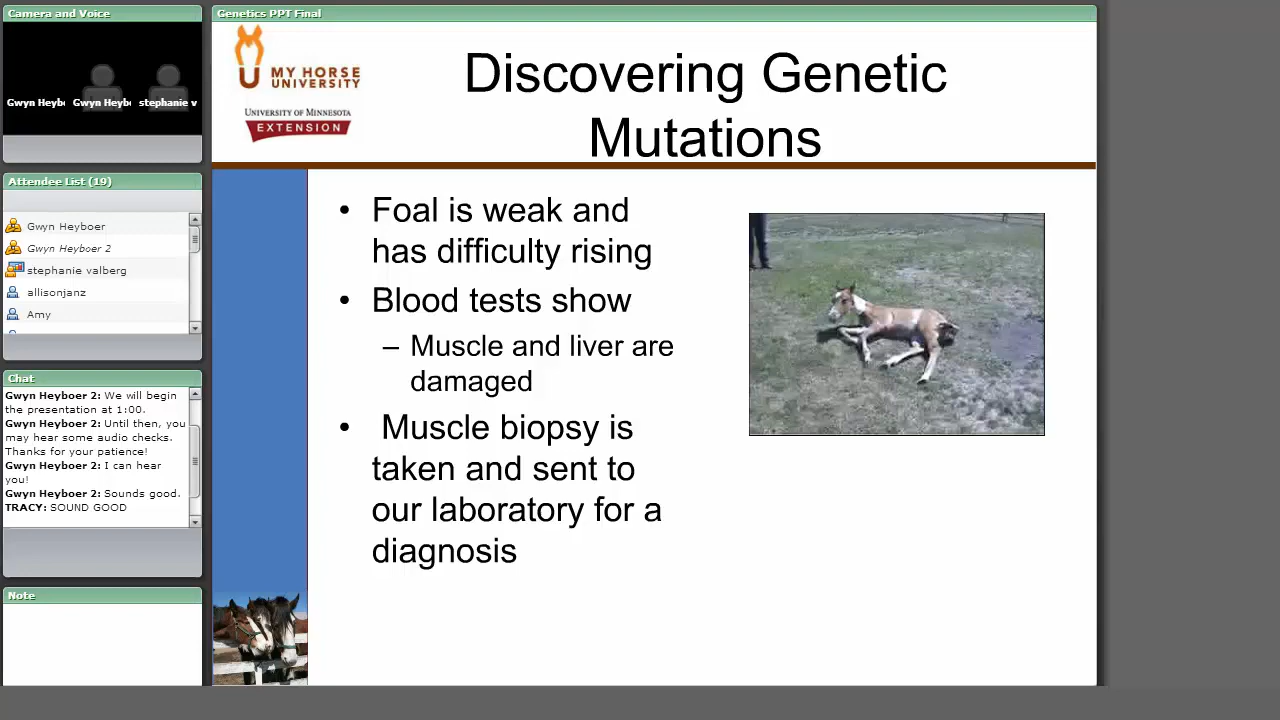 Camera and Voice
Gwyn Heyb
Gwyn Heyb
stephanie v
Attendee List (19)
Gwyn Heyboer
Gwyn Heyboer 2
stephanie valberg
allisonjanz
Amy
Chat
Gwyn Heyboer 2: We will begin
the presentation at 1:00.
Gwyn Heyboer 2: Until then, you
may hear some audio checks.
Thanks for your patience!
Gwyn Heyboer 2: I can hear
you!
Gwyn Heyboer 2: Sounds good.
TRACY: SOUND GOOD
Note
Genetics PPT Final
MY HORSE
UNIVERSITY
UNIVERSITY OF MINNESOTA
EXTENSION
Discovering Genetic
Mutations
• Foal is weak and
has difficulty rising
• Blood tests show
– Muscle and liver are
damaged
• Muscle biopsy is
taken and sent to
our laboratory for a
diagnosis